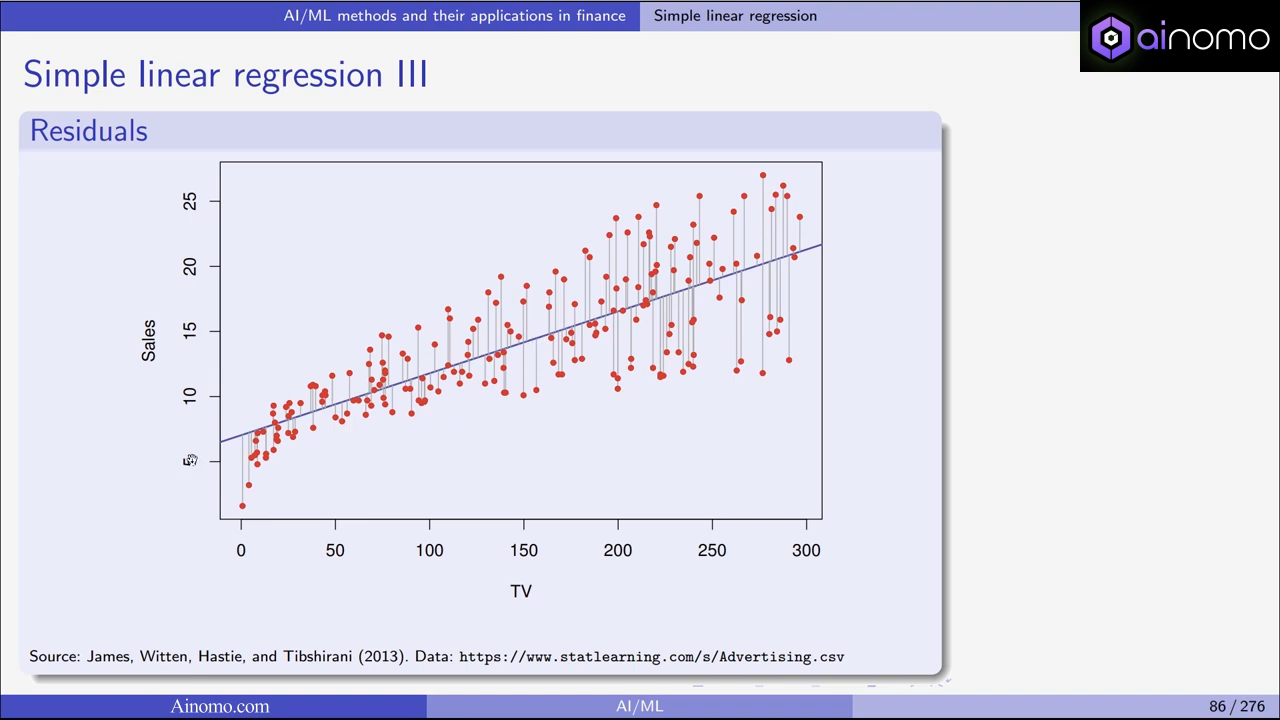 AI/ML methods and their applications in finance
Simple linear regression
ainomo
Simple linear regression III
Residuals
25
20
15
10
5
Sales
0 50 100 150 200 250 300
TV
Source: James, Witten, Hastie, and Tibshirani (2013). Data: https://www.statlearning.com/s/Advertising.csv
Ainomo.com
AI/ML
86 / 276